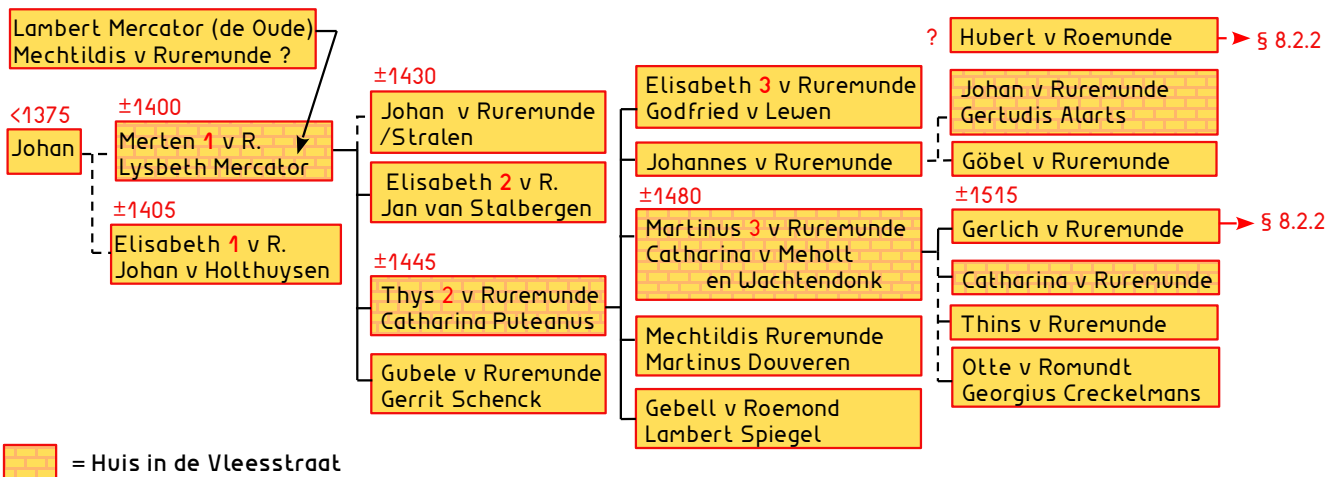 Lambert Mercator (de Oude)
Mechtildis v Ruremunde ?
<1375
Johan
±1400
Merten 1 v R.
Lysbeth Mercator
±1405
Elisabeth 1 v R.
Johan v Holthuysen
±1430
Johan v Ruremunde
/Stralen
Elisabeth 2 v R.
Jan van Stalbergen
±1445
Thys 2 v Ruremunde
Catharina Puteanus
Gubele v Ruremunde
Gerrit Schenck
Elisabeth 3 v Ruremunde
Godfried v Lewen
Johannes v Ruremunde
±1480
Martinus 3 v Ruremunde
Catharina v Meholt
en Wachtendonk
Mechtildis Ruremunde
Martinus Douveren
Gebell v Roemond
Lambert Spiegel
? Hubert v Roemunde § 8.2.2
Johan v Ruremunde
Gertudis Alarts
Göbel v Ruremunde
±1515
Gerlich v Ruremunde § 8.2.2
Catharina v Ruremunde
Thins v Ruremunde
Otte v Romundt
Georgius Creckelmans
= Huis in de Vleesstraat